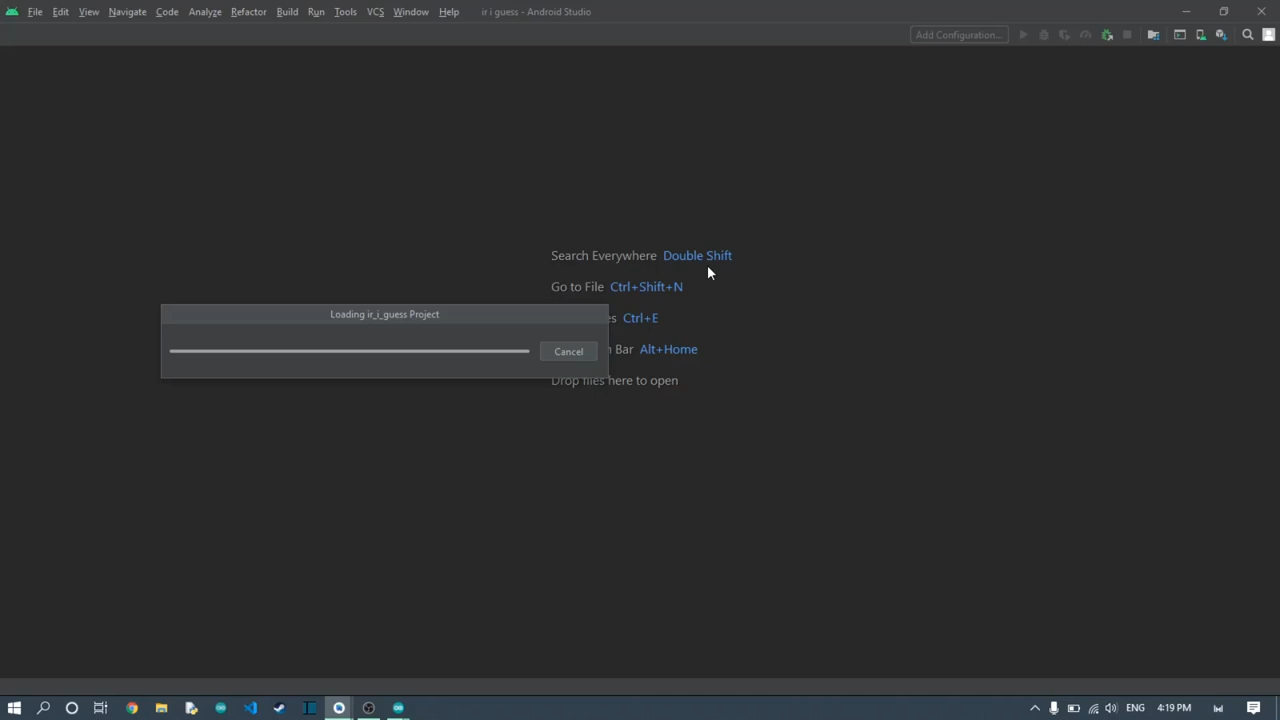 File Edit View Navigate Code Analyze Refactor Build Run Tools VCS Window Help ir i guess - Android Studio
Add Configuration...
Search Everywhere Double Shift
Go to File Ctrl+Shift+N
Loading ir_i_guess Project
es Ctrl+E
Cancel
n Bar Alt+Home
Drop files here to open
ENG 4:19 PM